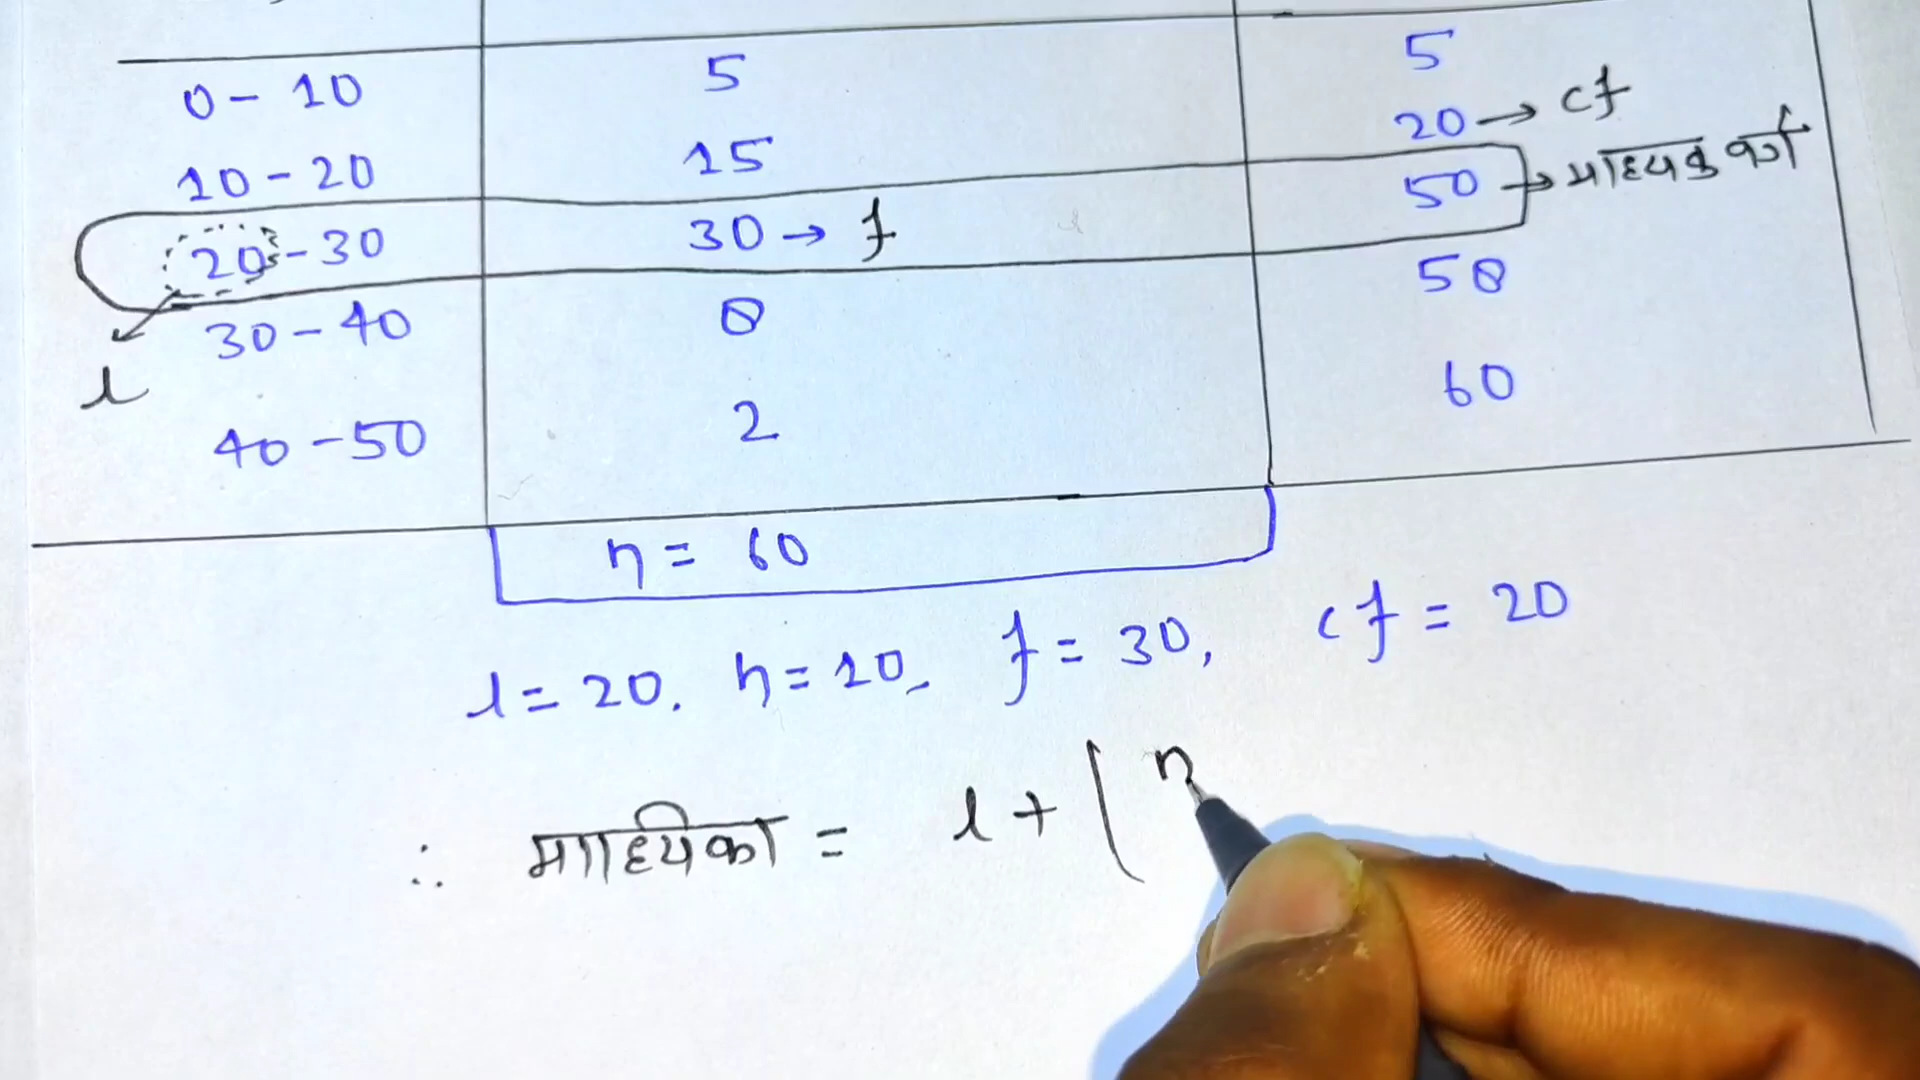 0 - 10 5 5
10 - 20 15 20 → cf
20 - 30 30 → f 50 → माध्यक वर्ग
30 - 40 8 58
l
40 - 50 2 60
n = 60
l = 20. h = 10, f = 30, cf = 20
∴ माध्यिका = l + ( n